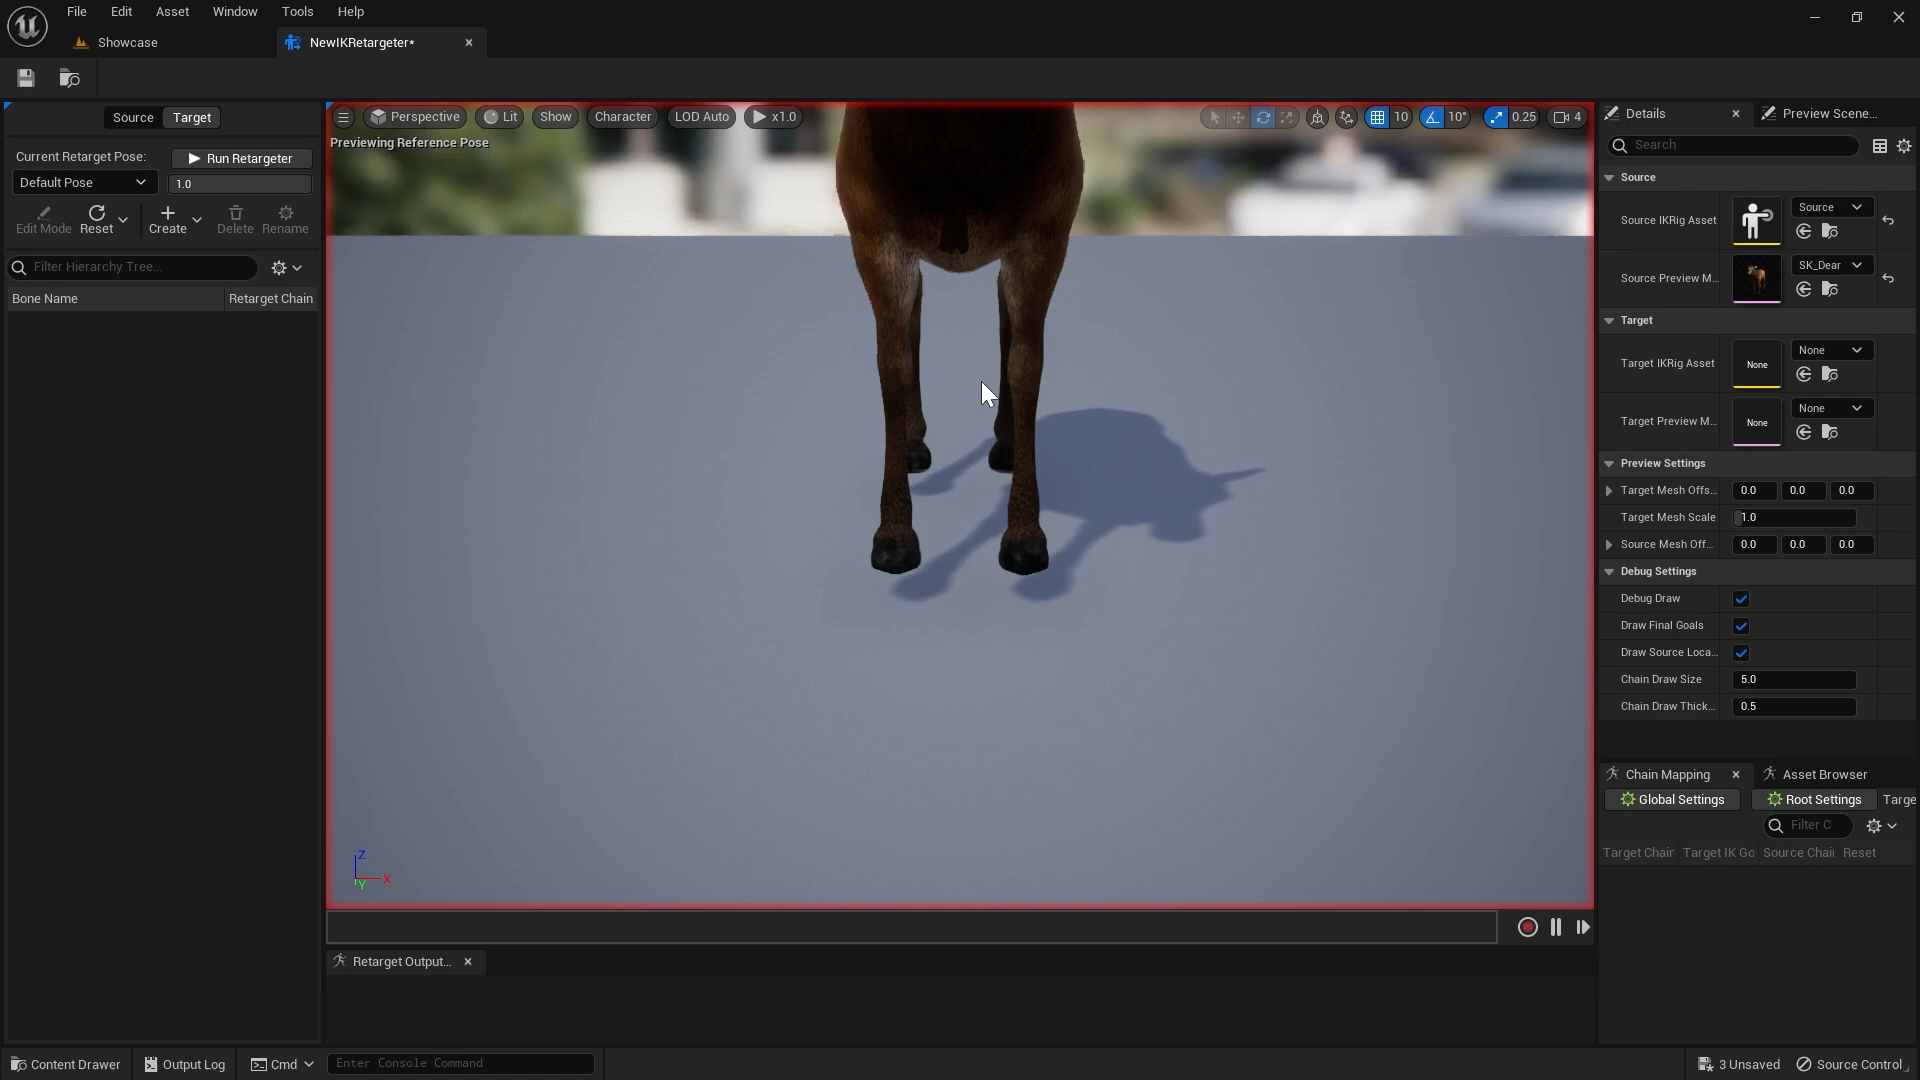 File Edit Asset Window Tools Help
Showcase
NewIKRetargeter*
Source Target
Current Retarget Pose:
Run Retargeter
Default Pose
1.0
Edit Mode Reset Create Delete Rename
Filter Hierarchy Tree...
Bone Name Retarget Chain
Perspective Lit Show Character LOD Auto x1.0
10 10° 0.25 4
Previewing Reference Pose
Z
X
Y
Retarget Output...
Details Preview Scene...
Search
Source
Source IKRig Asset Source
Source Preview M... SK_Dear
Target
Target IKRig Asset None None
Target Preview M... None None
Preview Settings
Target Mesh Offs... 0.0 0.0 0.0
Target Mesh Scale 1.0
Source Mesh Off... 0.0 0.0 0.0
Debug Settings
Debug Draw
Draw Final Goals
Draw Source Loca...
Chain Draw Size 5.0
Chain Draw Thick... 0.5
Chain Mapping Asset Browser
Global Settings Root Settings Targe
Filter C
Target Chair Target IK Go Source Chai Reset
Content Drawer Output Log Cmd Enter Console Command
3 Unsaved Source Control